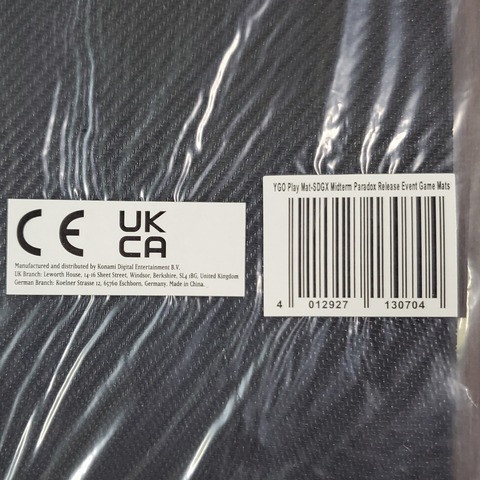 CE UK
CA
Manufactured and distributed by Konami Digital Entertainment B.V.
UK Branch: Leworth House, 14-16 Sheet Street, Windsor, Berkshire, SL4 1BG, United Kingdom
German Branch: Koelner Strasse 12, 65760 Eschborn, Germany. Made in China.
YGO Play Mat-SDGX Midterm Paradox Release Event Game Mats
4 012927 130704